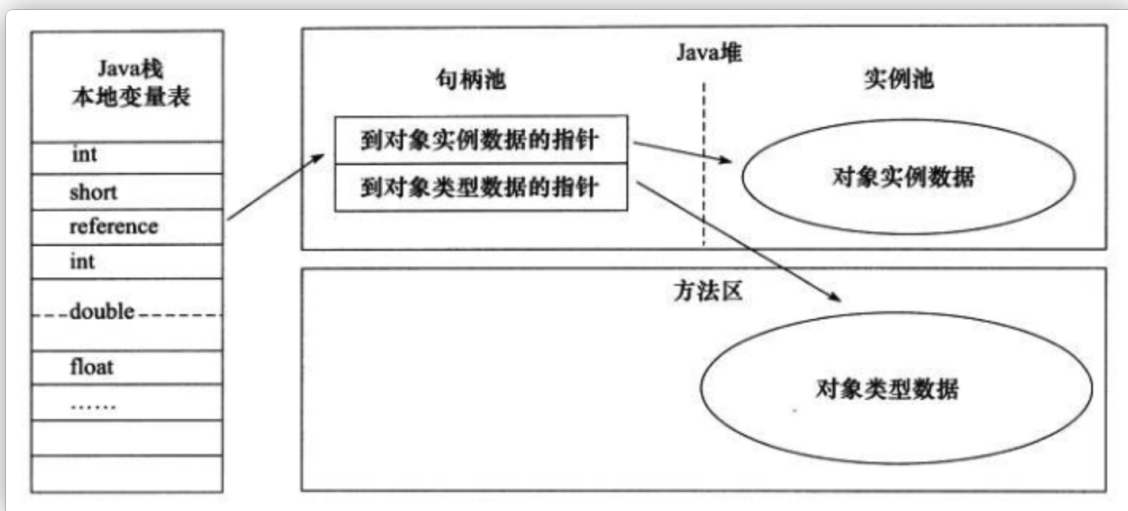 Java栈
本地变量表
int
short
reference
int
double
float
……
Java堆
句柄池
实例池
到对象实例数据的指针
到对象类型数据的指针
对象实例数据
方法区
对象类型数据